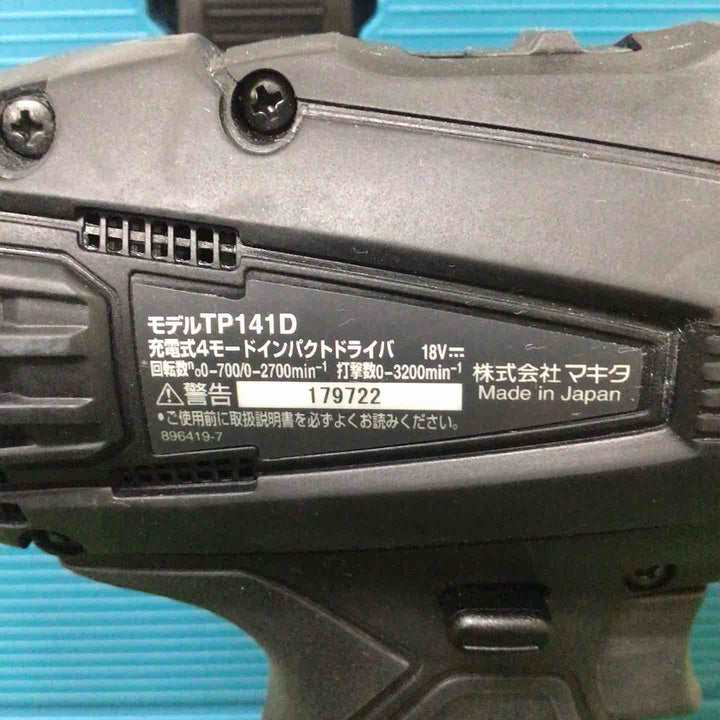 モデルTP141D
充電式4モードインパクトドライバ 18V⎓
回転数n₀0-700/0-2700min⁻¹ 打撃数0-3200min⁻¹
⚠警告 179722
•ご使用前に取扱説明書を必ずよくお読みください。
896419-7
株式会社マキタ
Made in Japan